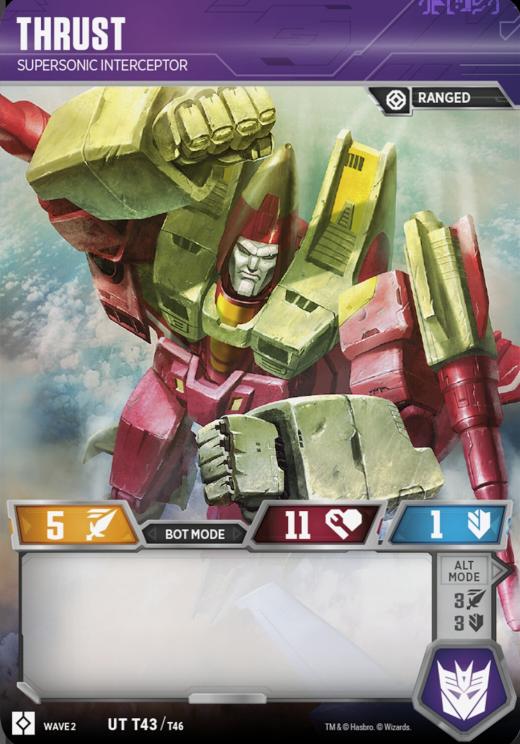 THRUST
SUPERSONIC INTERCEPTOR
RANGED
5
BOT MODE
11
1
ALT
MODE
3
3
WAVE 2
UT T43/T46
TM & © Hasbro. © Wizards.